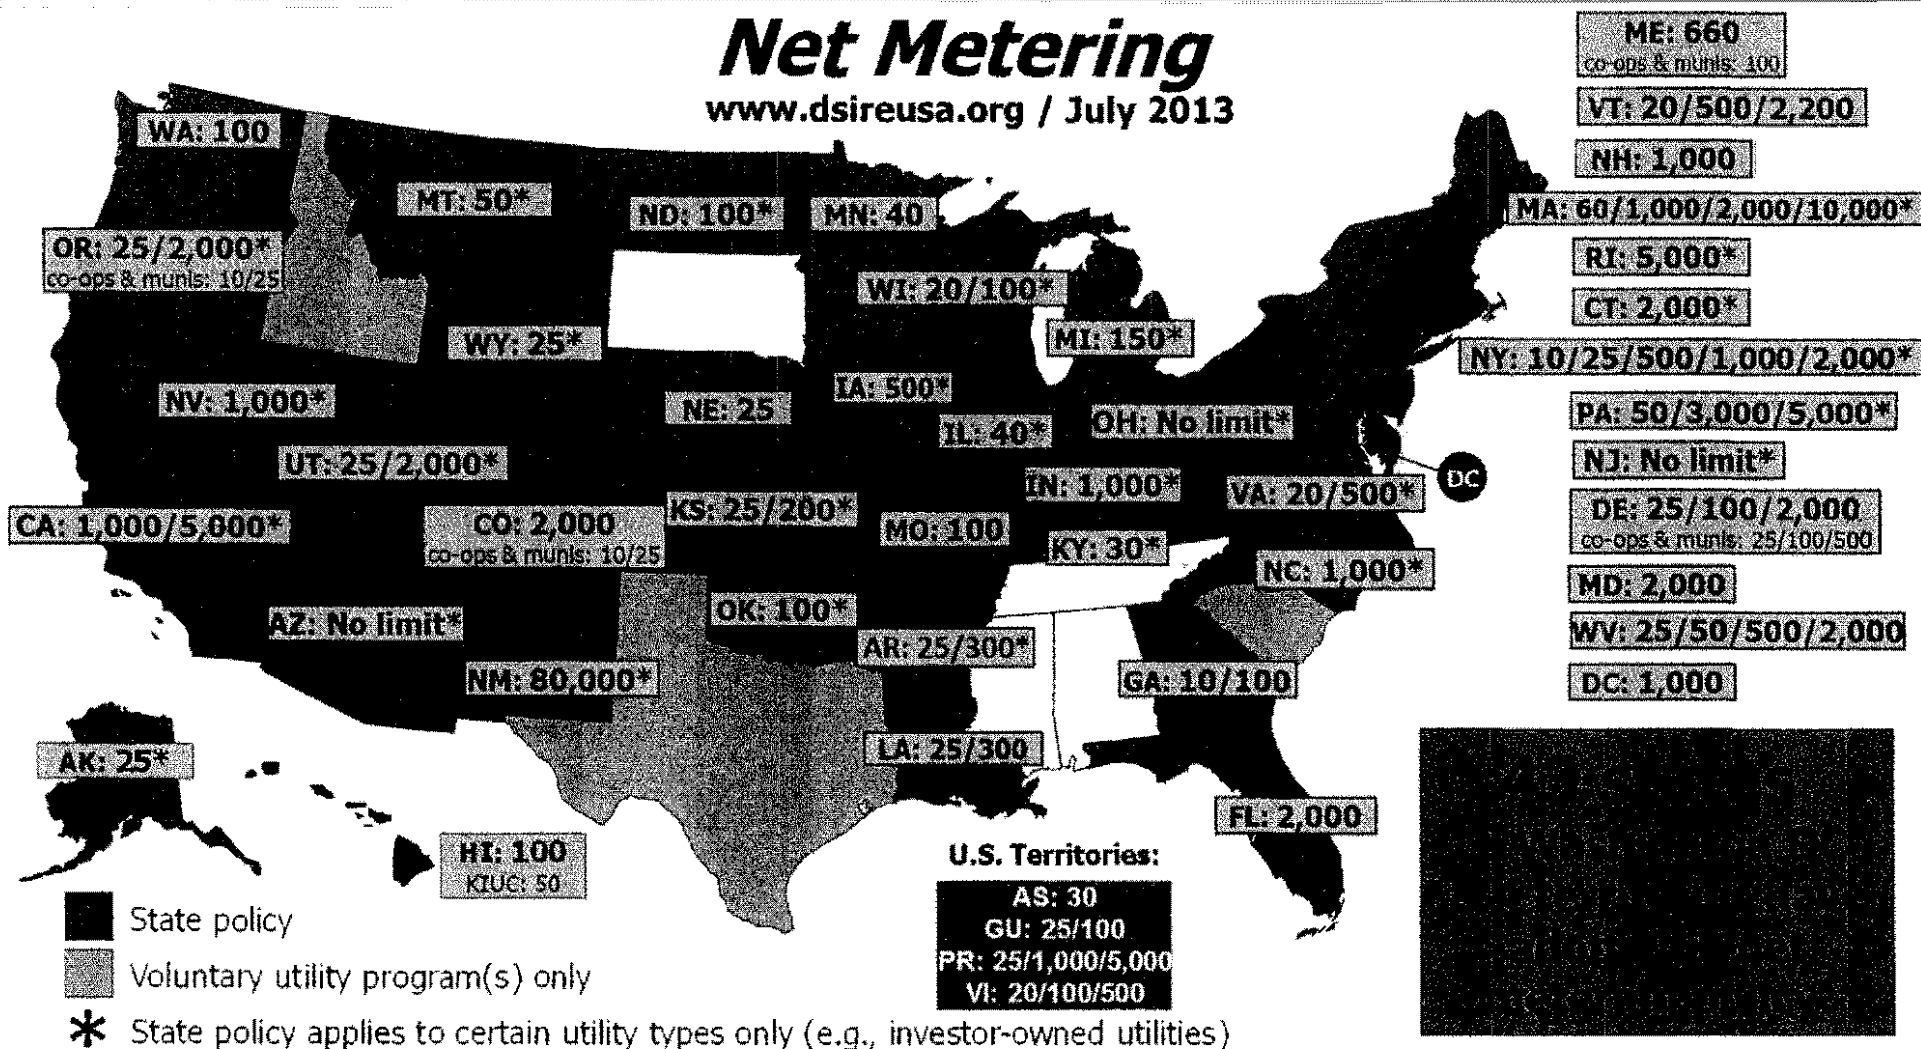 Net Metering
www.dsireusa.org / July 2013
WA: 100
MT: 50*
ND: 100*
MN: 40
OR: 25/2,000*
co-ops & munis: 10/25
WI: 20/100*
WY: 25*
MI: 150*
NV: 1,000*
NE: 25
IA: 500*
IL: 40*
OH: No limit*
UT: 25/2,000*
IN: 1,000*
VA: 20/500*
DC
CA: 1,000/5,000*
CO: 2,000
co-ops & munis: 10/25
KS: 25/200*
MO: 100
KY: 30*
NC: 1,000*
AZ: No limit*
OK: 100*
AR: 25/300*
NM: 80,000*
GA: 10/100
LA: 25/300
AK: 25*
FL: 2,000
HI: 100
KIUC: 50
ME: 660
co-ops & munis: 100
VT: 20/500/2,200
NH: 1,000
MA: 60/1,000/2,000/10,000*
RI: 5,000*
CT: 2,000*
NY: 10/25/500/1,000/2,000*
PA: 50/3,000/5,000*
NJ: No limit*
DE: 25/100/2,000
co-ops & munis: 25/100/500
MD: 2,000
WV: 25/50/500/2,000
DC: 1,000
U.S. Territories:
AS: 30
GU: 25/100
PR: 25/1,000/5,000
VI: 20/100/500
State policy
Voluntary utility program(s) only
* State policy applies to certain utility types only (e.g., investor-owned utilities)